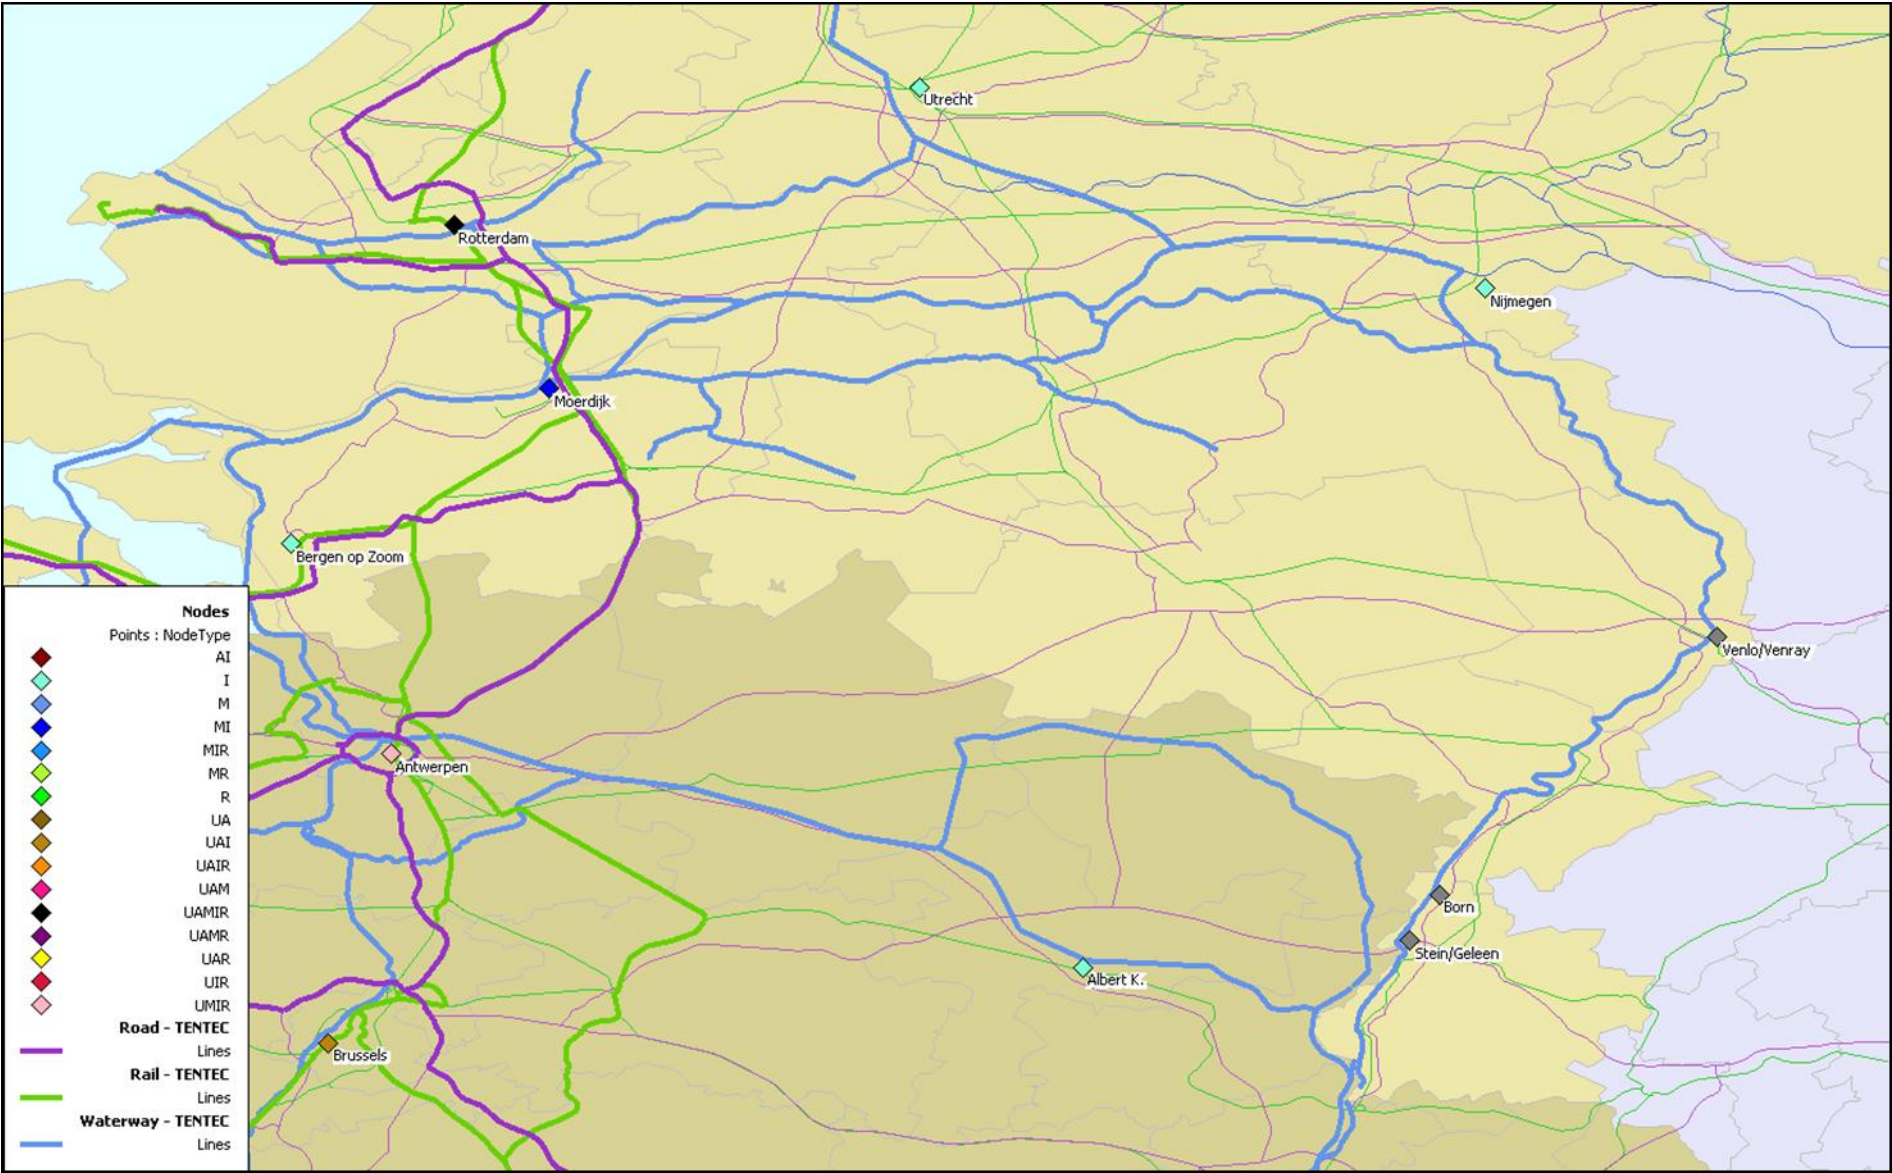 Utrecht
Rotterdam
Nijmegen
Moerdijk
Bergen op Zoom
Venlo/Venray
Antwerpen
Born
Stein/Geleen
Albert K.
Brussels
Nodes
Points : NodeType
AI
I
M
MI
MIR
MR
R
UA
UAI
UAIR
UAM
UAMIR
UAMR
UAR
UIR
UMIR
Road - TENTEC
Lines
Rail - TENTEC
Lines
Waterway - TENTEC
Lines